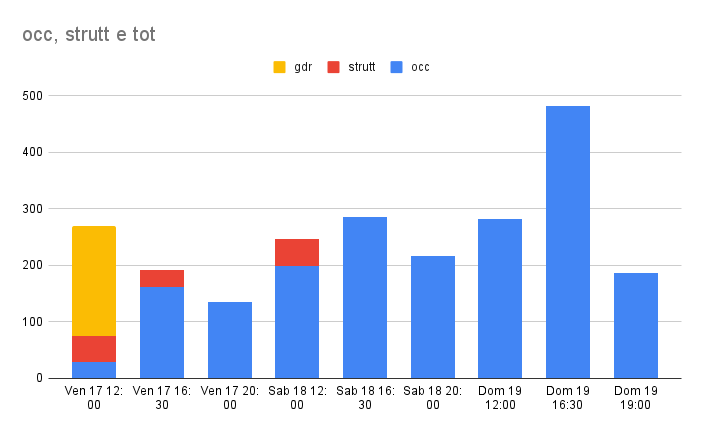 occ, strutt e tot
gdr strutt occ
500
400
300
200
100
0
Ven 17 12: Ven 17 16: Ven 17 20: Sab 18 12: Sab 18 16: Sab 18 20: Dom 19 Dom 19 Dom 19
00 30 00 00 30 00 12:00 16:30 19:00